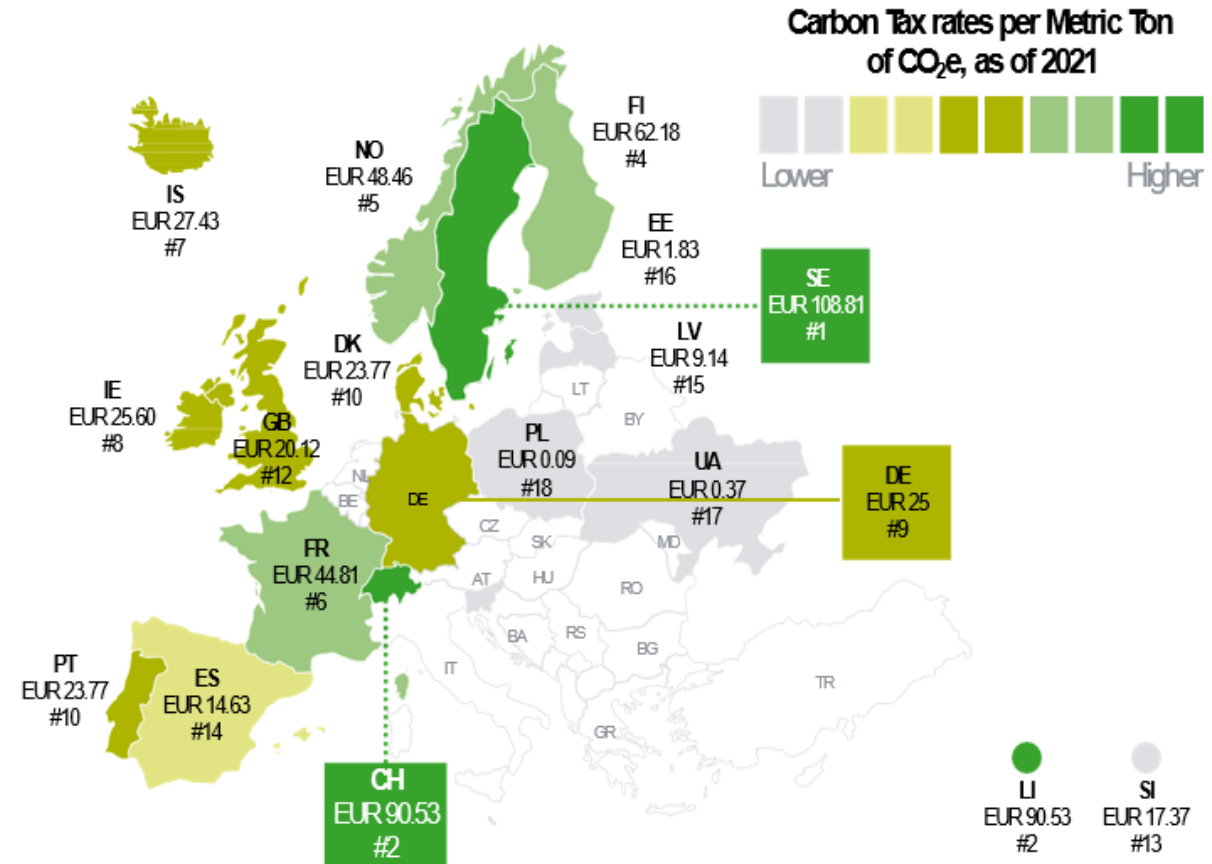 Carbon Tax rates per Metric Ton
of CO₂e, as of 2021
Lower
Higher
FI
EUR 62.18
#4
NO
EUR 48.46
#5
IS
EUR 27.43
#7
EE
EUR 1.83
#16
SE
EUR 108.81
#1
LV
EUR 9.14
#15
DK
EUR 23.77
#10
IE
EUR 25.60
#8
GB
EUR 20.12
#12
LT
BY
PL
EUR 0.09
#18
UA
EUR 0.37
#17
DE
EUR 25
#9
NL
BE
DE
CZ
SK
MD
FR
EUR 44.81
#6
AT
HU
RO
BA
RS
BG
IT
TR
GR
PT
EUR 23.77
#10
ES
EUR 14.63
#14
CH
EUR 90.53
#2
LI
EUR 90.53
#2
SI
EUR 17.37
#13